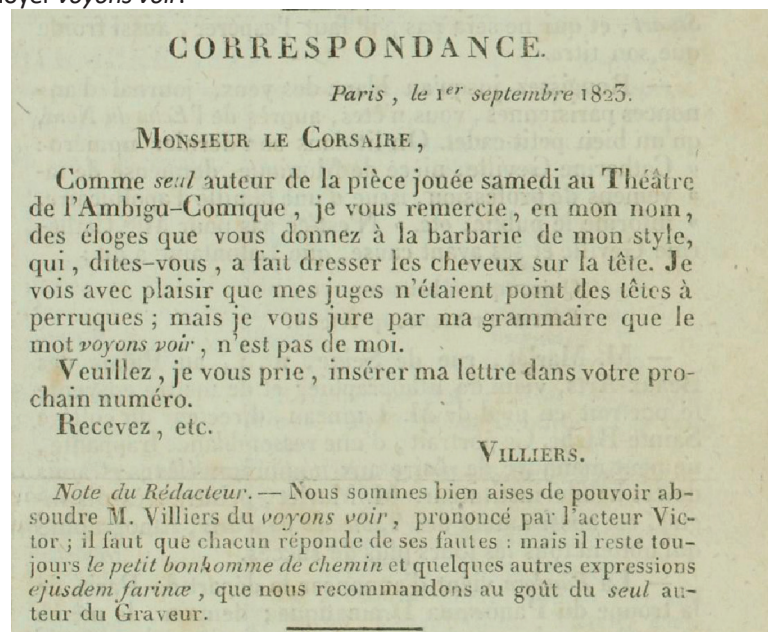 oyer voyons voir.
CORRESPONDANCE.
Paris, le 1er septembre 1823.
MONSIEUR LE CORSAIRE,
Comme seul auteur de la pièce jouée samedi au Théâtre
de l'Ambigu-Comique, je vous remercie, en mon nom,
des éloges que vous donnez à la barbarie de mon style,
qui, dites-vous, a fait dresser les cheveux sur la tête. Je
vois avec plaisir que mes juges n'étaient point des têtes à
perruques; mais je vous jure par ma grammaire que le
mot voyons voir, n'est pas de moi.
Veuillez, je vous prie, insérer ma lettre dans votre pro-
chain numéro.
Recevez, etc.
VILLIERS.
Note du Rédacteur. — Nous sommes bien aises de pouvoir ab-
soudre M. Villiers du voyons voir, prononcé par l'acteur Vic-
tor; il faut que chacun réponde de ses fautes : mais il reste tou-
jours le petit bonhomme de chemin et quelques autres expressions
ejusdem farinæ, que nous recommandons au goût du seul au-
teur du Graveur.